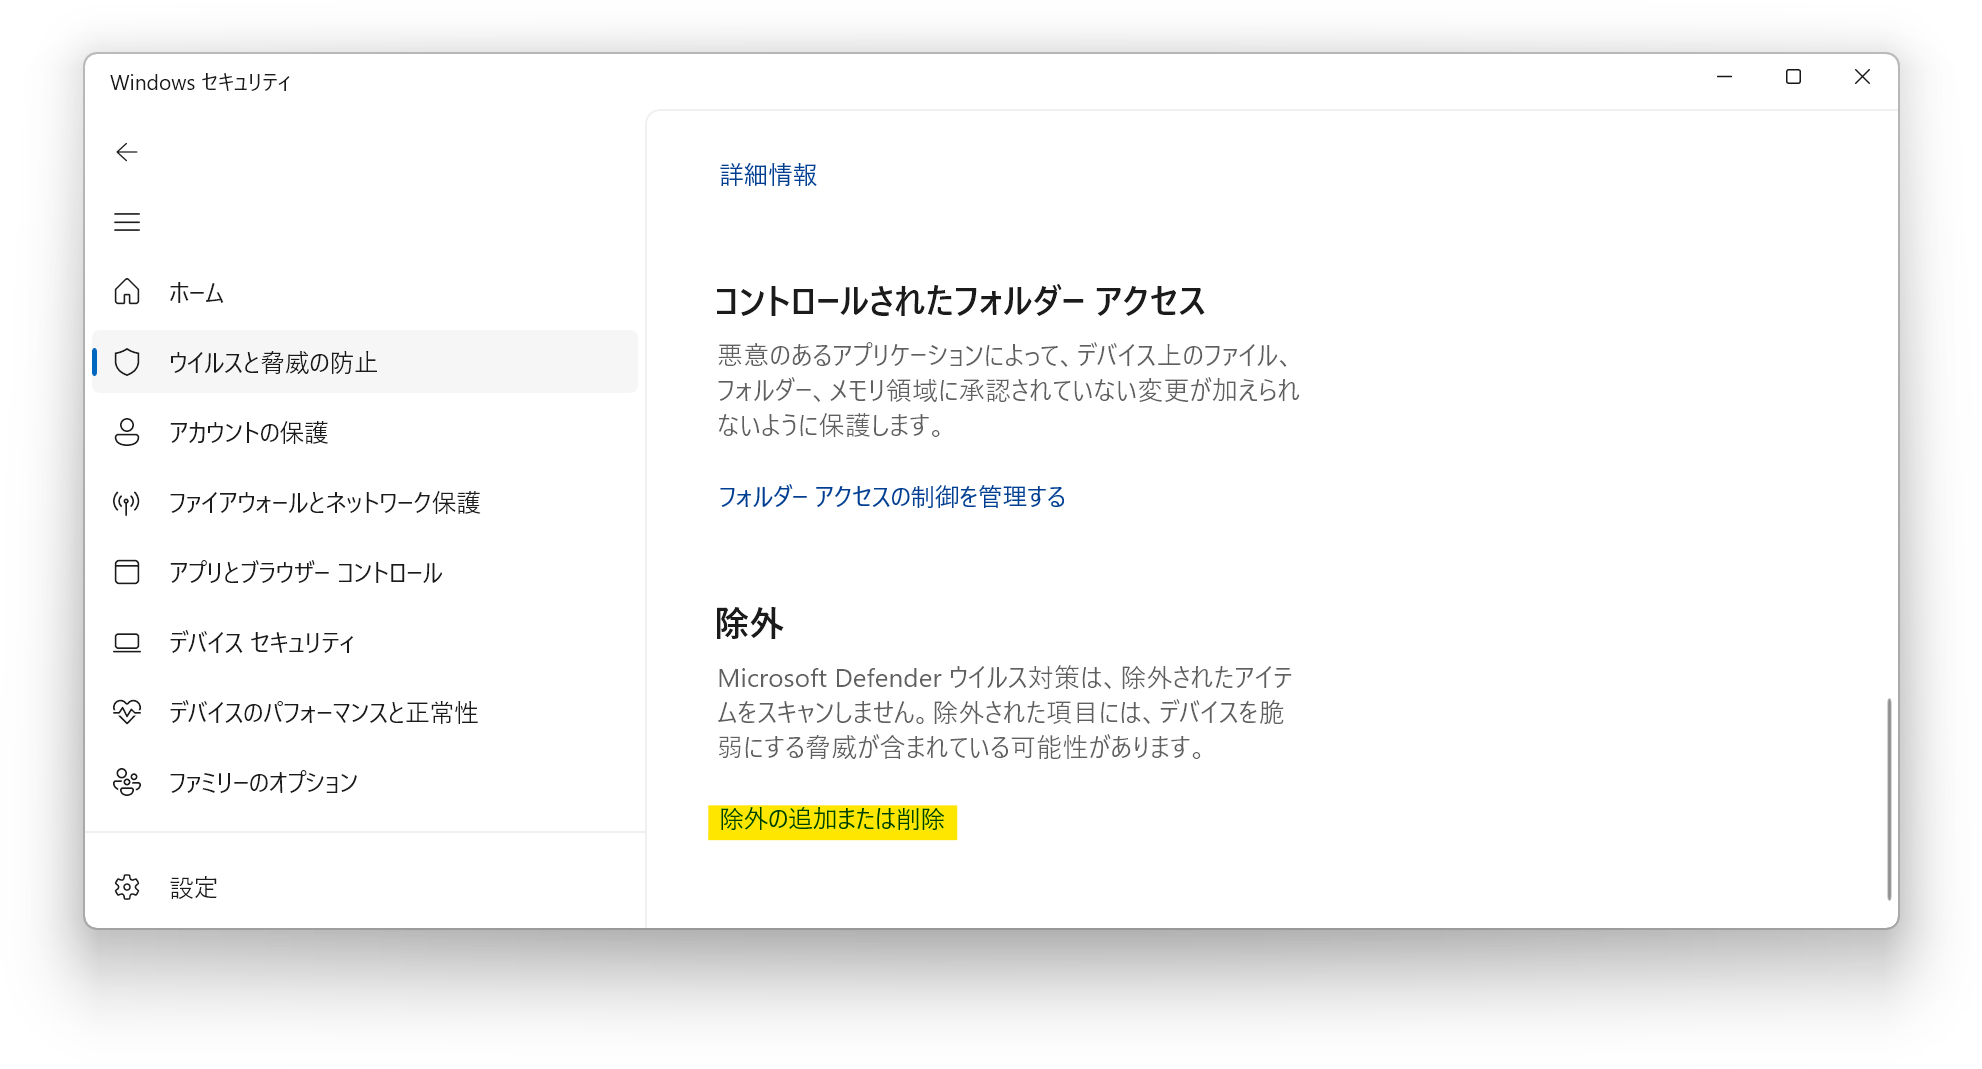 Windows セキュリティ
ホーム
ウイルスと脅威の防止
アカウントの保護
ファイアウォールとネットワーク保護
アプリとブラウザー コントロール
デバイス セキュリティ
デバイスのパフォーマンスと正常性
ファミリーのオプション
設定
詳細情報
コントロールされたフォルダー アクセス
悪意のあるアプリケーションによって、デバイス上のファイル、
フォルダー、メモリ領域に承認されていない変更が加えられ
ないように保護します。
フォルダー アクセスの制御を管理する
除外
Microsoft Defender ウイルス対策は、除外されたアイテ
ムをスキャンしません。除外された項目には、デバイスを脆
弱にする脅威が含まれている可能性があります。
除外の追加または削除